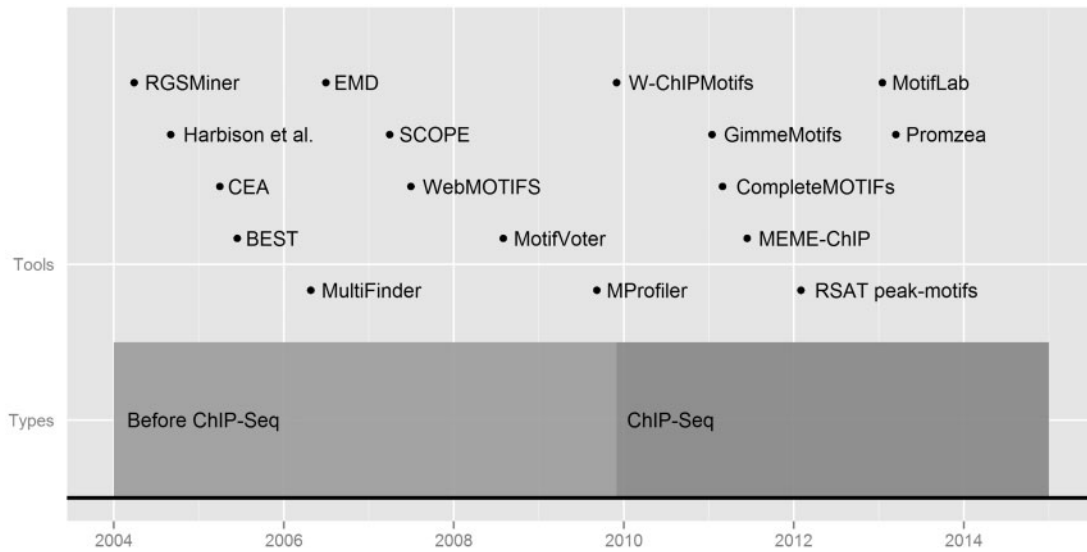 RGSMiner EMD W-ChIPMotifs MotifLab
Harbison et al. SCOPE GimmeMotifs Promzea
CEA WebMOTIFS CompleteMOTIFs
BEST MotifVoter MEME-ChIP
Tools
MultiFinder MProfiler RSAT peak-motifs
Types Before ChIP-Seq ChIP-Seq
2004 2006 2008 2010 2012 2014